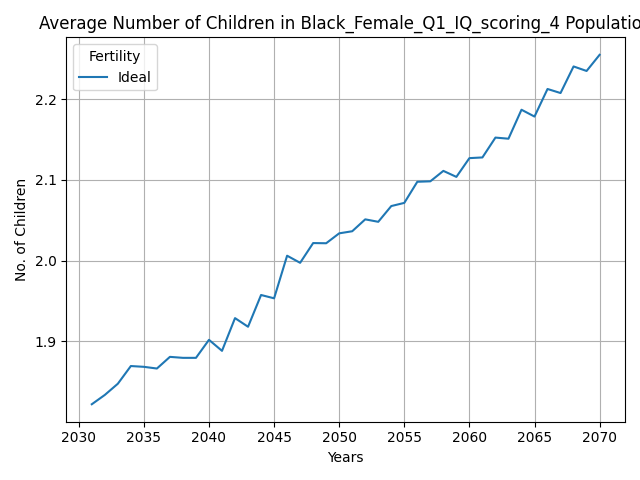 Average Number of Children in Black_Female_Q1_IQ_scoring_4 Populatio
Fertility
Ideal
2.2
2.1
2.0
1.9
No. of Children
2030 2035 2040 2045 2050 2055 2060 2065 2070
Years